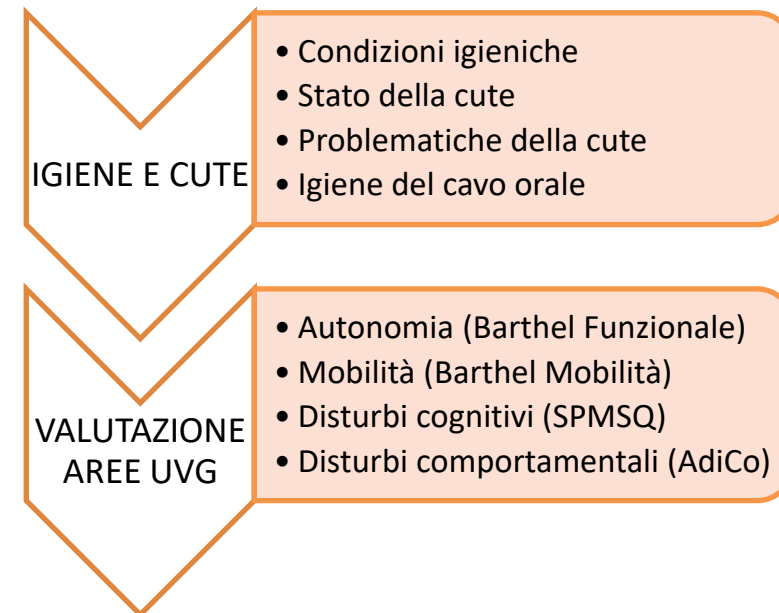 IGIENE E CUTE
• Condizioni igieniche
• Stato della cute
• Problematiche della cute
• Igiene del cavo orale
VALUTAZIONE
AREE UVG
• Autonomia (Barthel Funzionale)
• Mobilità (Barthel Mobilità)
• Disturbi cognitivi (SPMSQ)
• Disturbi comportamentali (AdiCo)